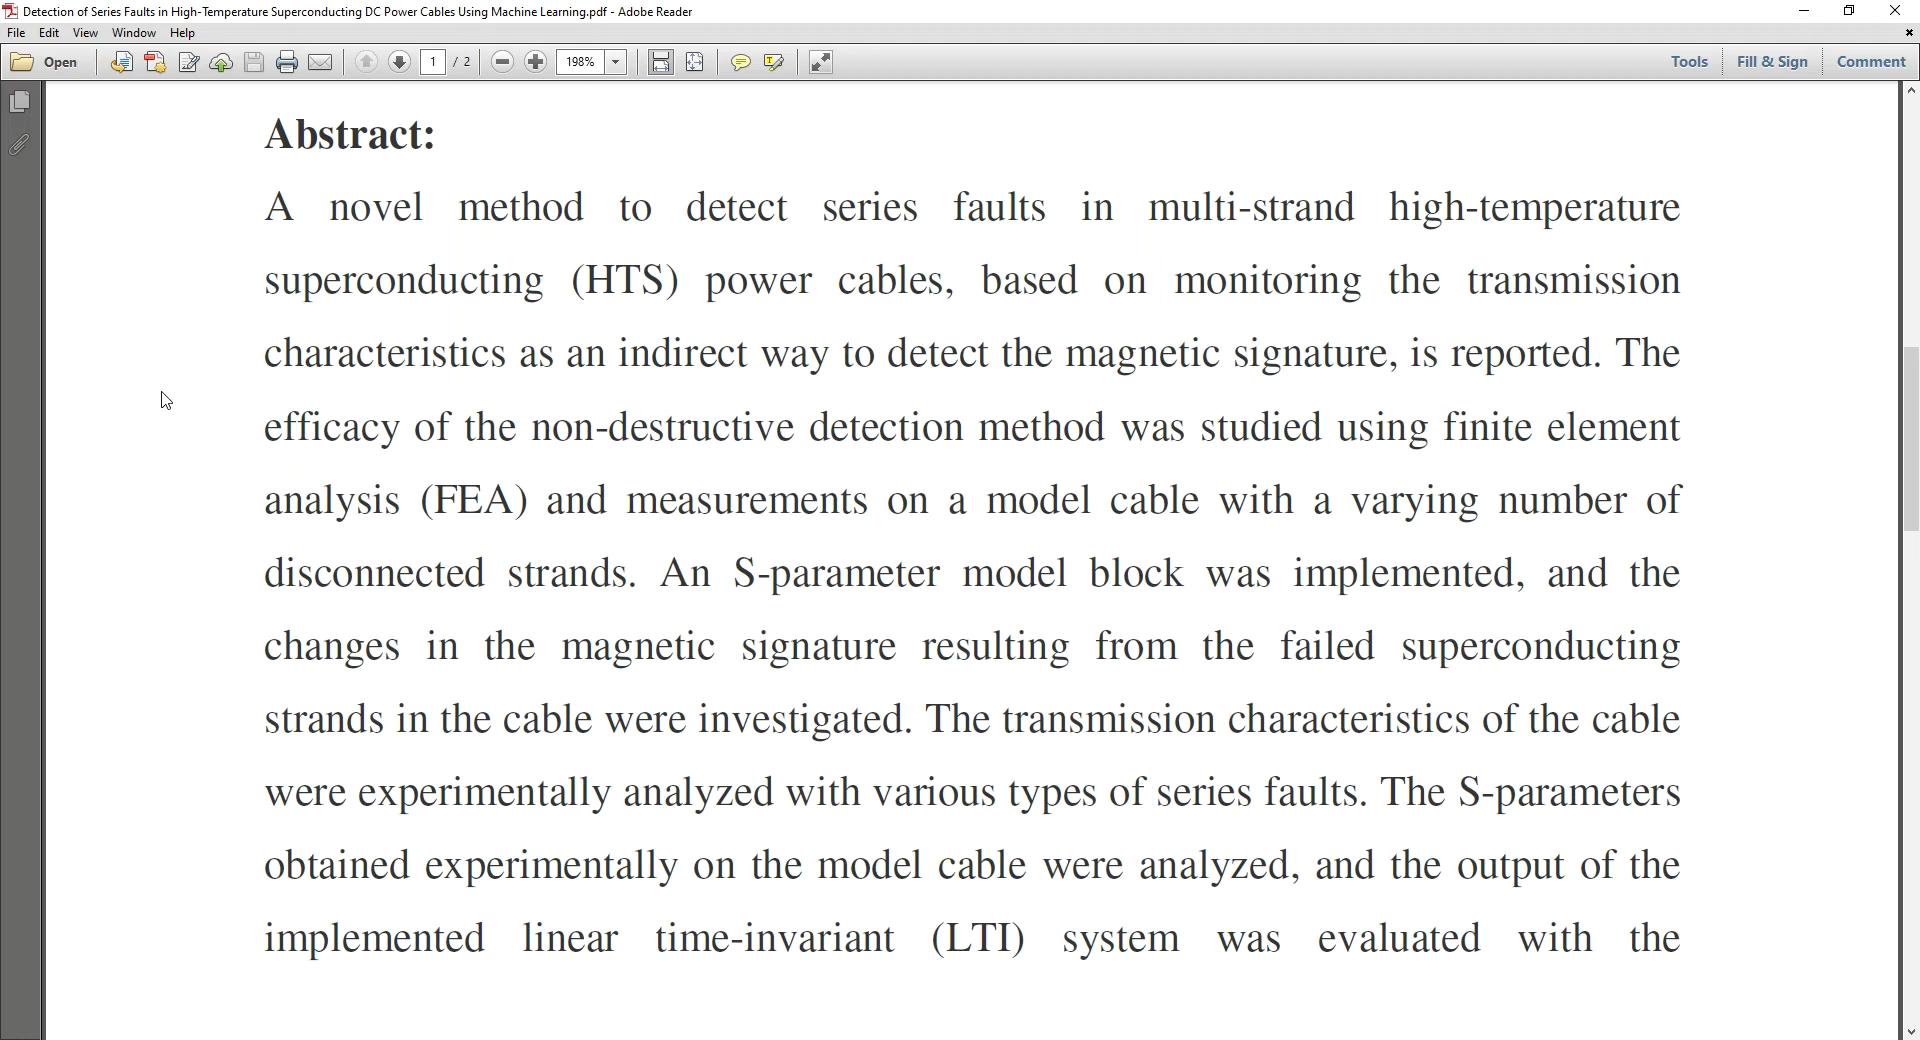 Detection of Series Faults in High-Temperature Superconducting DC Power Cables Using Machine Learning.pdf - Adobe Reader
File Edit View Window Help
Open 1 / 2 198% Tools Fill & Sign Comment
Abstract:
A novel method to detect series faults in multi-strand high-temperature
superconducting (HTS) power cables, based on monitoring the transmission
characteristics as an indirect way to detect the magnetic signature, is reported. The
efficacy of the non-destructive detection method was studied using finite element
analysis (FEA) and measurements on a model cable with a varying number of
disconnected strands. An S-parameter model block was implemented, and the
changes in the magnetic signature resulting from the failed superconducting
strands in the cable were investigated. The transmission characteristics of the cable
were experimentally analyzed with various types of series faults. The S-parameters
obtained experimentally on the model cable were analyzed, and the output of the
implemented linear time-invariant (LTI) system was evaluated with the